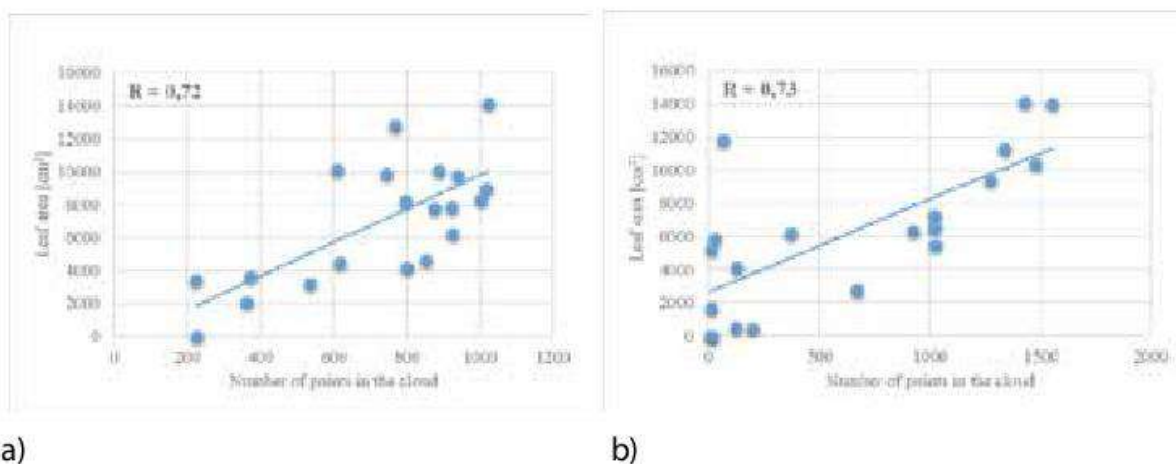 R = 0,72
16000
14000
12000
10000
8000
6000
4000
2000
0
Leaf area [cm²]
0 200 400 600 800 1000 1200
Number of points in the cloud
a)
R = 0,73
16000
14000
12000
10000
8000
6000
4000
2000
0
Leaf area [cm²]
0 500 1000 1500 2000
Number of points in the cloud
b)